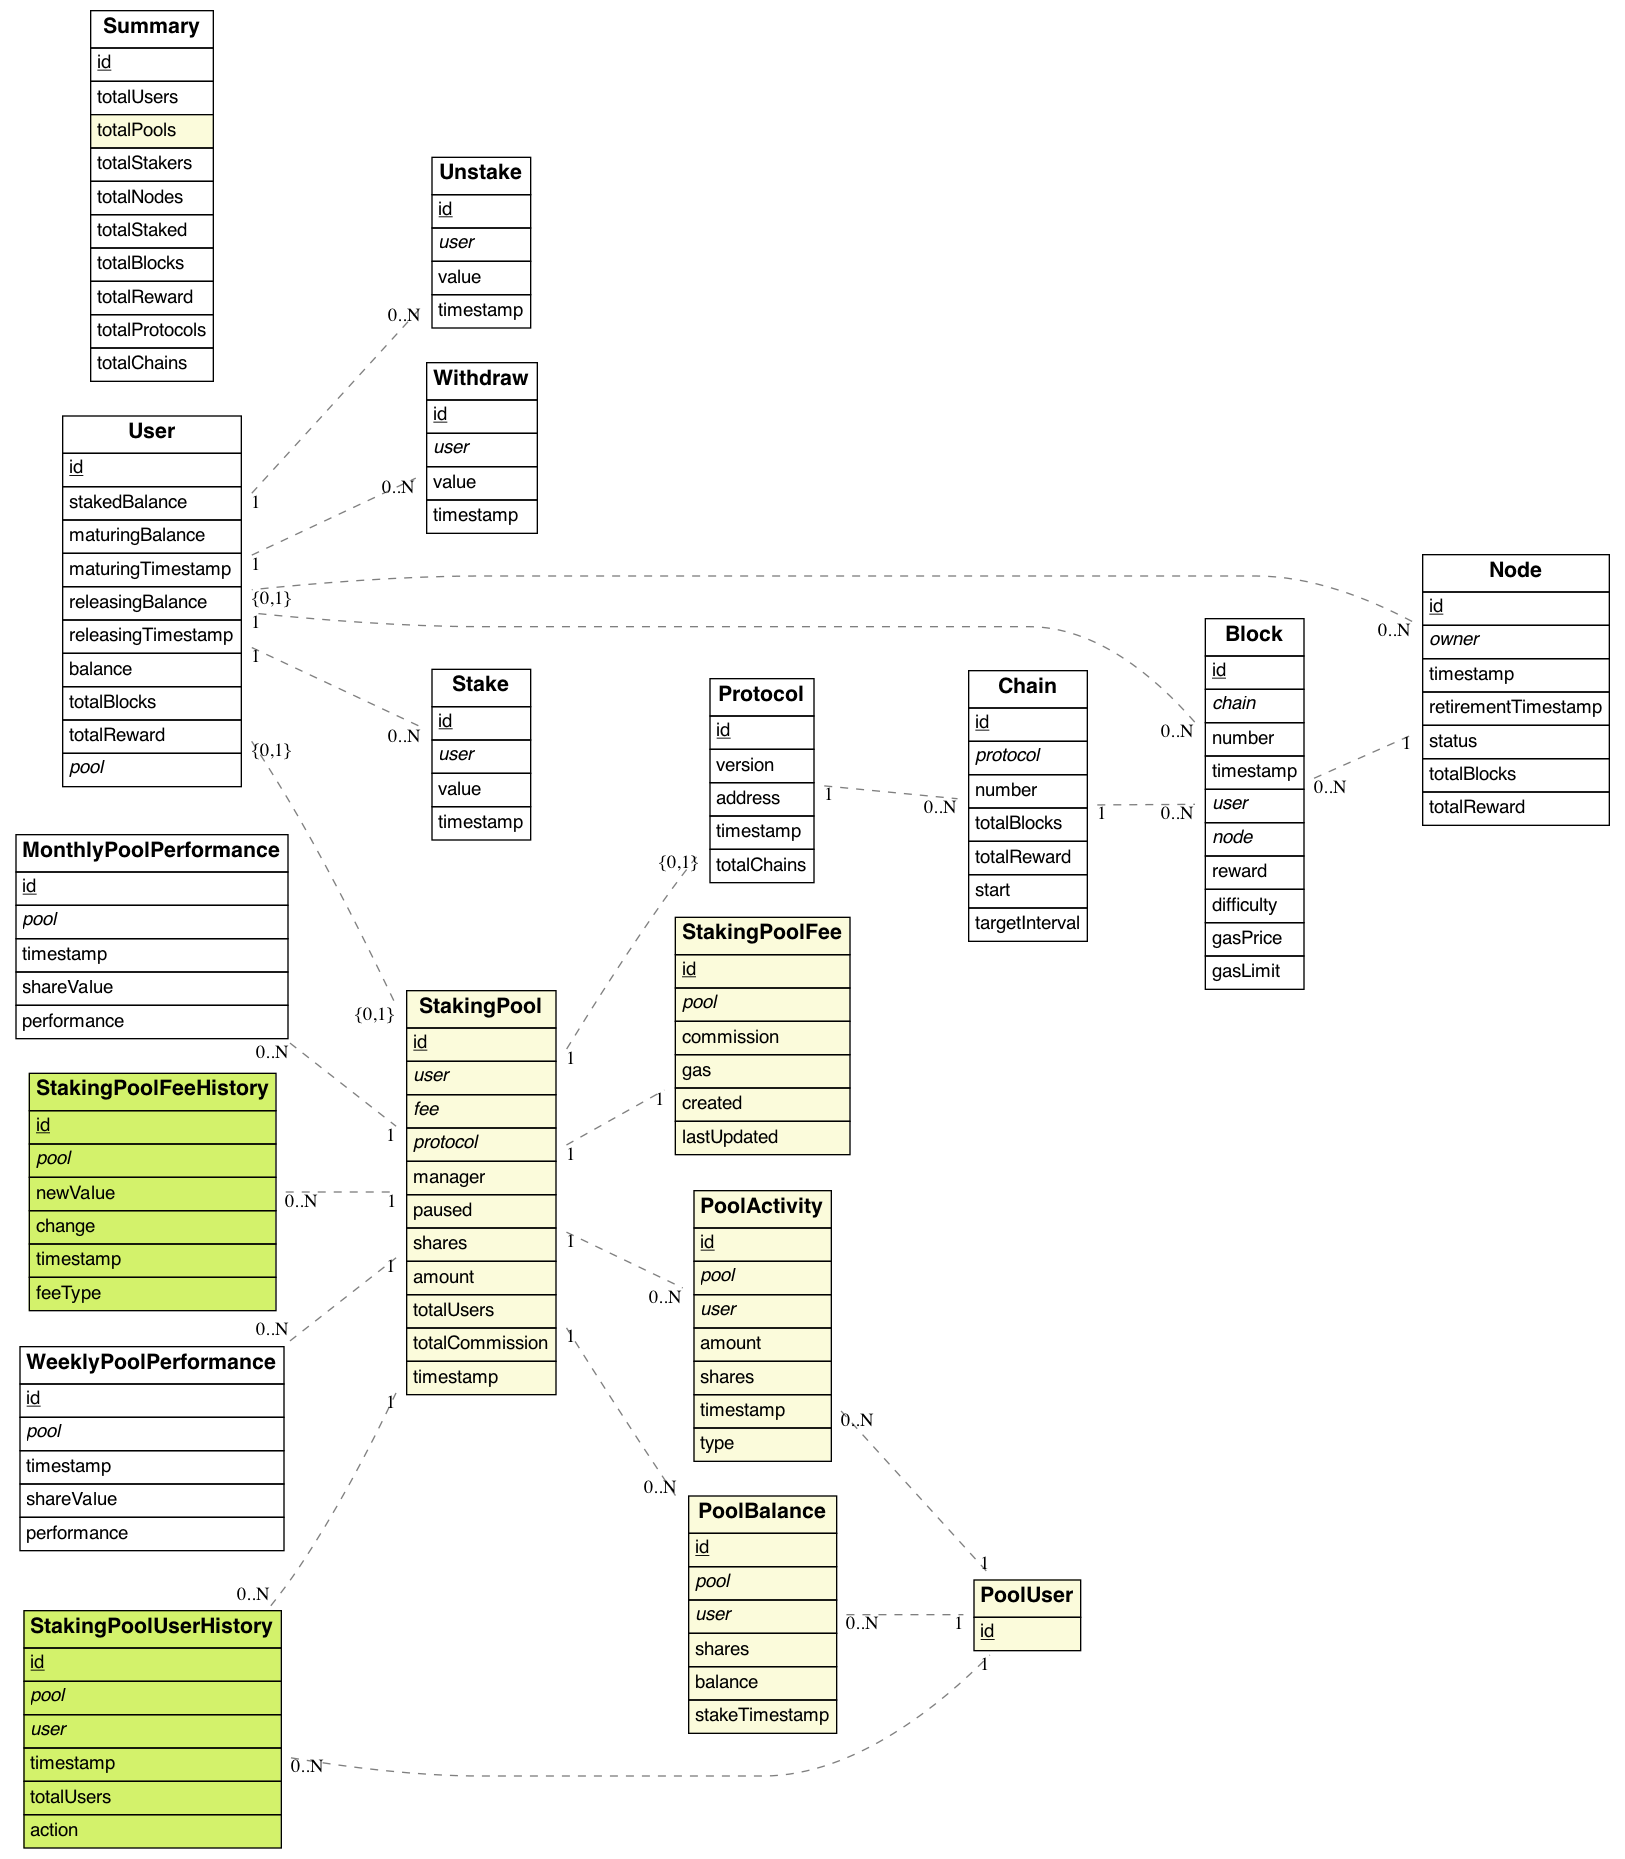 Summary
id
totalUsers
totalPools
totalStakers
totalNodes
totalStaked
totalBlocks
totalReward
totalProtocols
totalChains
Unstake
id
user
value
timestamp
0..N
1
Withdraw
id
user
value
timestamp
0..N
1
User
id
stakedBalance
maturingBalance
maturingTimestamp
releasingBalance
releasingTimestamp
balance
totalBlocks
totalReward
pool
{0,1}
1
1
{0,1}
Stake
id
user
value
timestamp
0..N
Protocol
id
version
address
timestamp
totalChains
1
{0,1}
Chain
id
protocol
number
totalBlocks
totalReward
start
targetInterval
0..N
1
Block
id
chain
number
timestamp
user
node
reward
difficulty
gasPrice
gasLimit
0..N
0..N
0..N
Node
id
owner
timestamp
retirementTimestamp
status
totalBlocks
totalReward
0..N
1
MonthlyPoolPerformance
id
pool
timestamp
shareValue
performance
0..N
StakingPoolFeeHistory
id
pool
newValue
change
timestamp
feeType
0..N
WeeklyPoolPerformance
id
pool
timestamp
shareValue
performance
0..N
StakingPoolUserHistory
id
pool
user
timestamp
totalUsers
action
0..N
0..N
StakingPool
id
user
fee
protocol
manager
paused
shares
amount
totalUsers
totalCommission
timestamp
{0,1}
1
1
1
1
1
1
1
1
StakingPoolFee
id
pool
commission
gas
created
lastUpdated
1
PoolActivity
id
pool
user
amount
shares
timestamp
type
0..N
0..N
PoolBalance
id
pool
user
shares
balance
stakeTimestamp
0..N
0..N
PoolUser
id
1
1
1